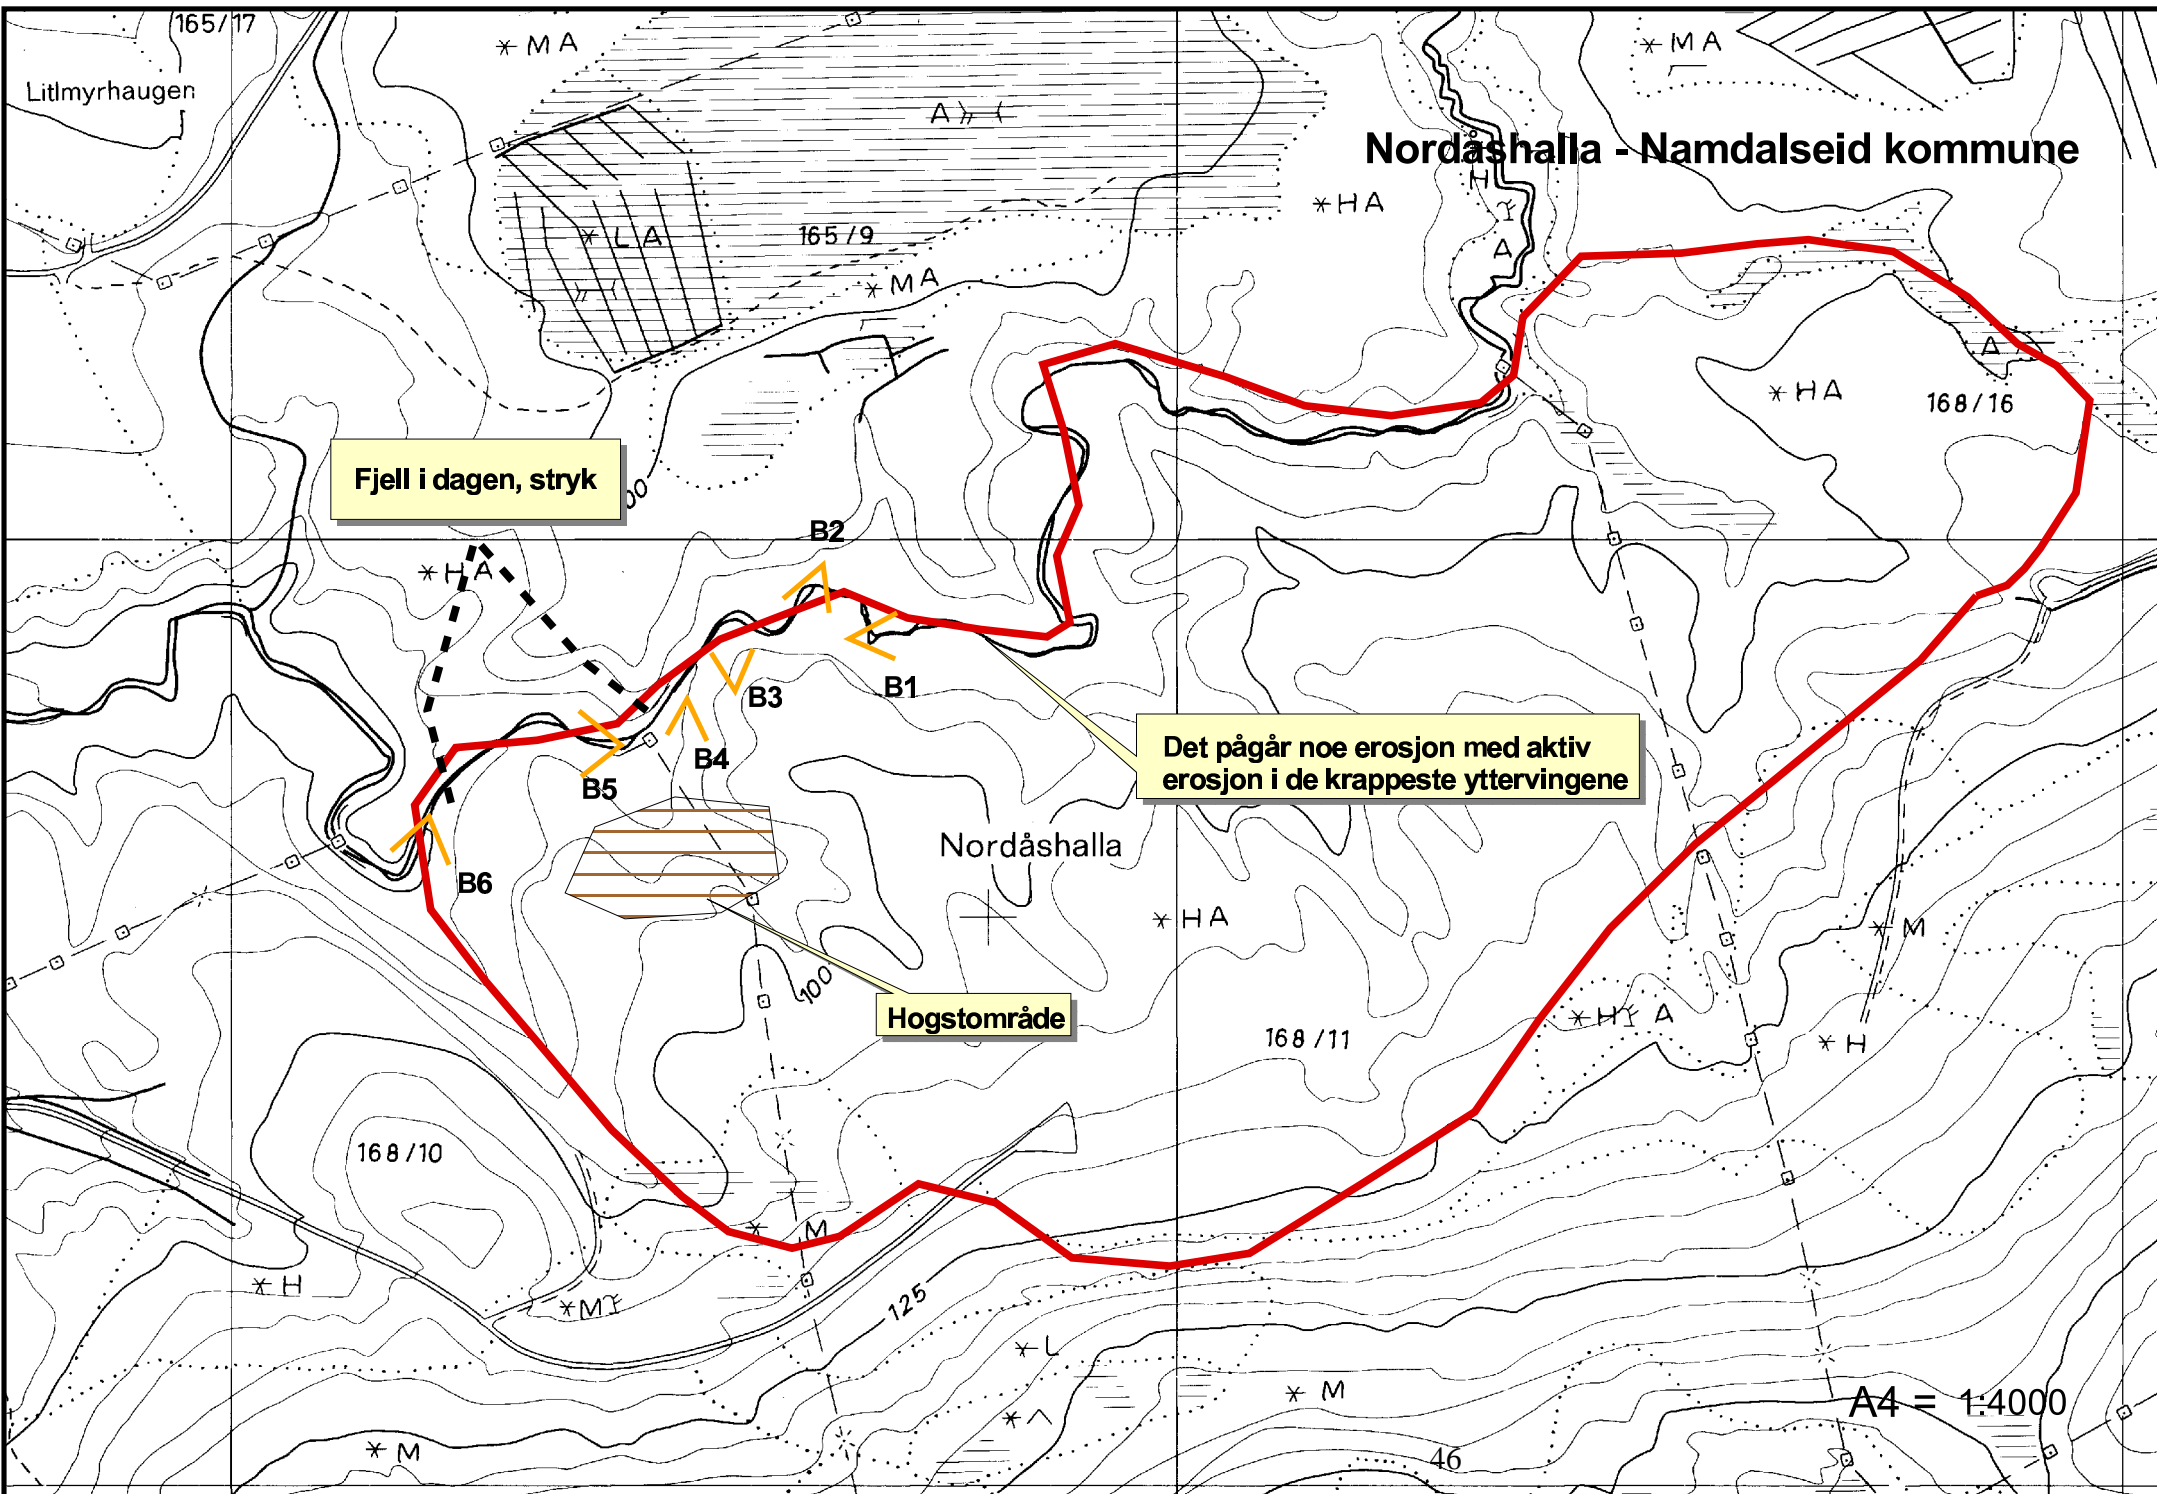 165/17
* MA
* MA
Litlmyrhaugen
A
Nordåshalla - Namdalseid kommune
H
* HA
A
* LA
165/9
* MA
A
* HA
168/16
Fjell i dagen, stryk
00
B2
* HA
B1
B3
B4
B5
Det pågår noe erosjon med aktiv
erosjon i de krappeste yttervingene
Nordåshalla
B6
* HA
* M
100
Hogstområde
168/11
* H A
* H
168/10
* M
* H
* M
125
* L
* M
A4 = 1:4000
* M
46